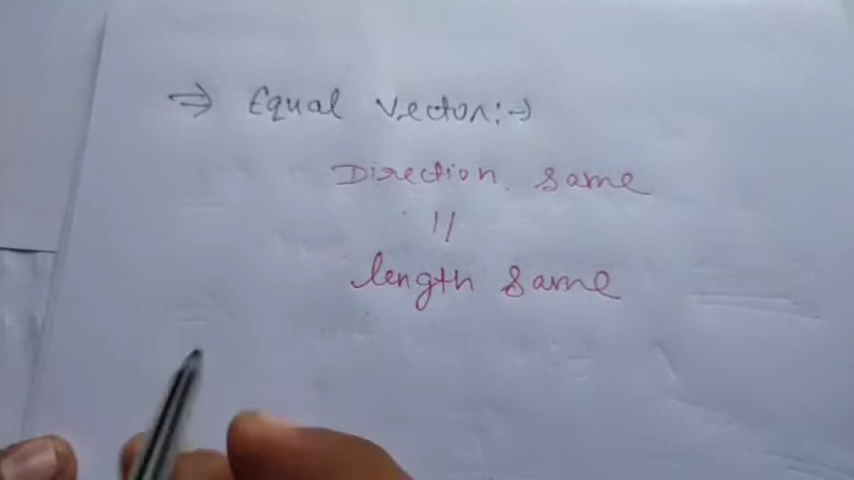 ⇒ Equal Vector:→
Direction same
||
length same